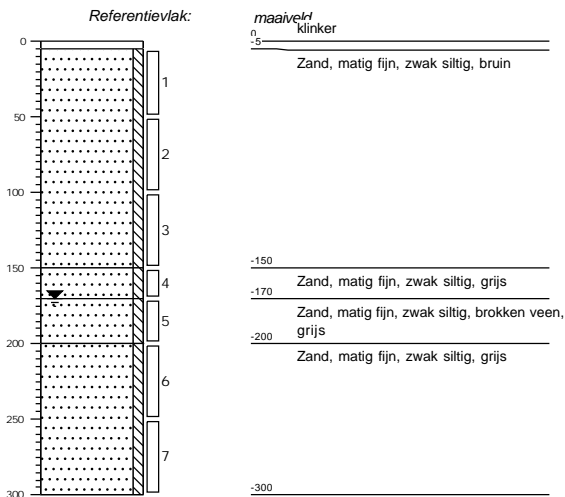 Referentievlak: maaiveld
0 klinker
-5
0
Zand, matig fijn, zwak siltig, bruin
1
50
2
100
3
150
-150
4
Zand, matig fijn, zwak siltig, grijs
-170
5
Zand, matig fijn, zwak siltig, brokken veen,
grijs
200
-200
6
Zand, matig fijn, zwak siltig, grijs
250
7
300
-300